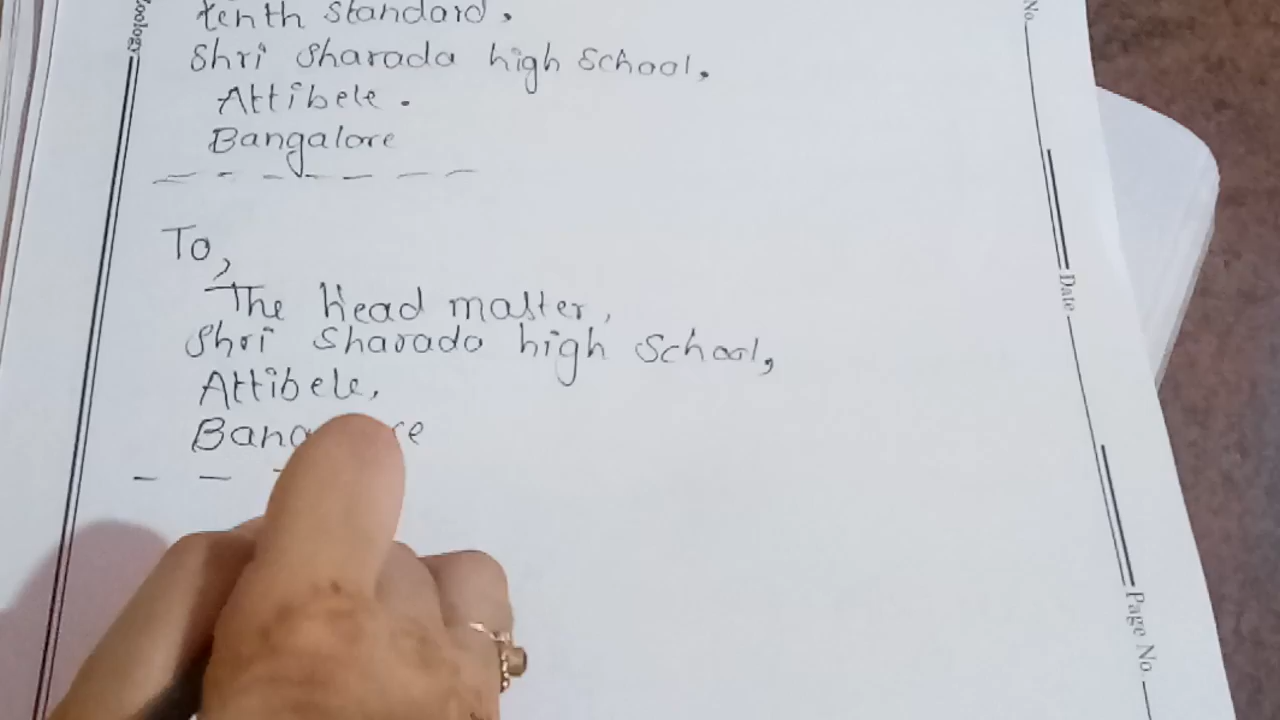 tenth standard.
Shri Sharada high School,
Attibele.
Bangalore
To,
The Head master,
Shri Sharada high School,
Attibele,
No.
Date
Page No